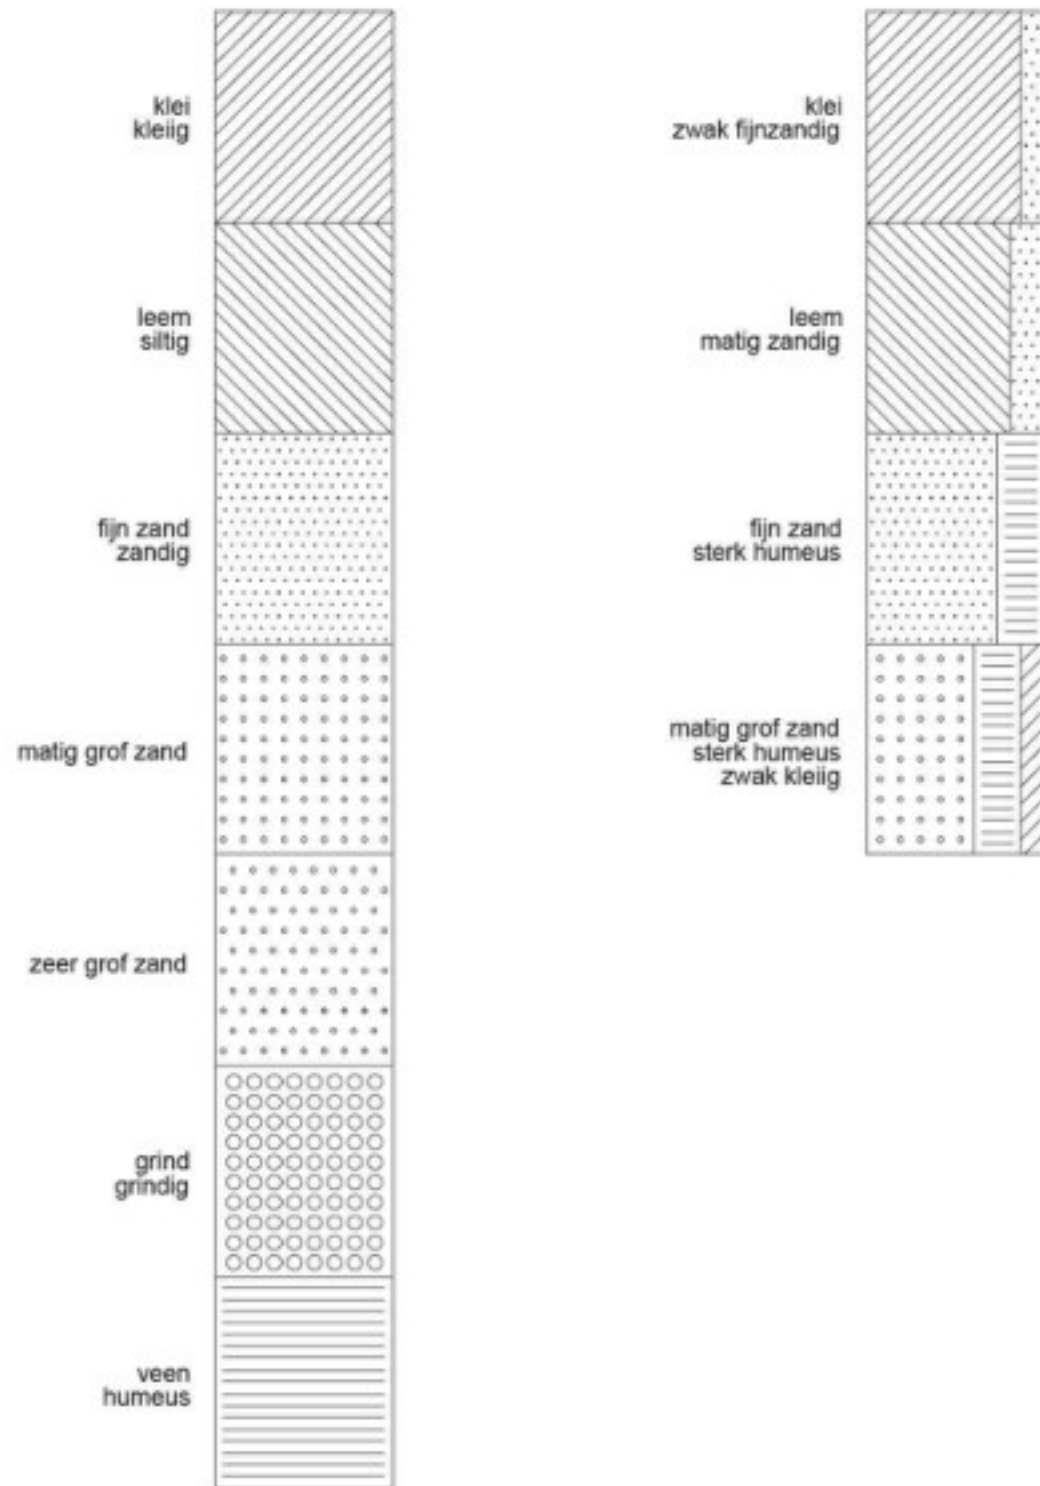 klei
kleiig
leem
siltig
fijn zand
zandig
matig grof zand
zeer grof zand
grind
grindig
veen
humeus
klei
zwak fijnzandig
leem
matig zandig
fijn zand
sterk humeus
matig grof zand
sterk humeus
zwak kleiig